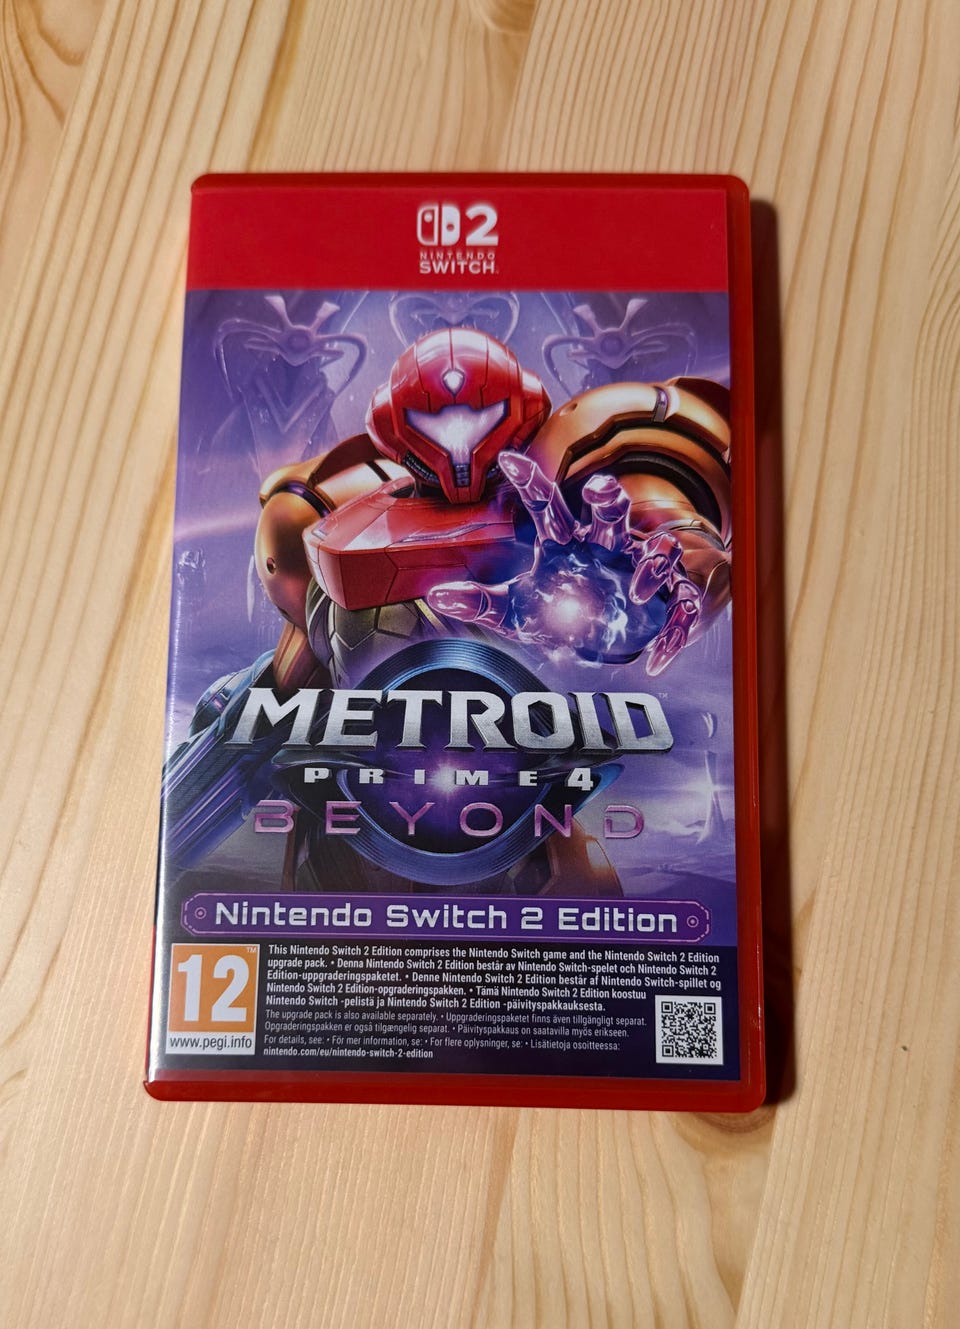 2
NINTENDO
SWITCH
METROID™
PRIME 4
BEYOND
Nintendo Switch 2 Edition
12™
www.pegi.info
This Nintendo Switch 2 Edition comprises the Nintendo Switch game and the Nintendo Switch 2 Edition
upgrade pack. • Denna Nintendo Switch 2 Edition består av Nintendo Switch-spelet och Nintendo Switch 2
Edition-uppgraderingspaketet. • Denne Nintendo Switch 2 Edition består af Nintendo Switch-spillet og
Nintendo Switch 2 Edition-opgraderingspakken. • Tämä Nintendo Switch 2 Edition koostuu
Nintendo Switch -pelistä ja Nintendo Switch 2 Edition -päivityspakkauksesta.
The upgrade pack is also available separately. • Uppgraderingspaketet finns även tillgängligt separat.
Opgraderingspakken er også tilgængelig separat. • Päivityspakkaus on saatavilla myös erikseen.
For details, see: • För mer information, se: • For flere oplysninger, se: • Lisätietoja osoitteessa:
nintendo.com/eu/nintendo-switch-2-edition